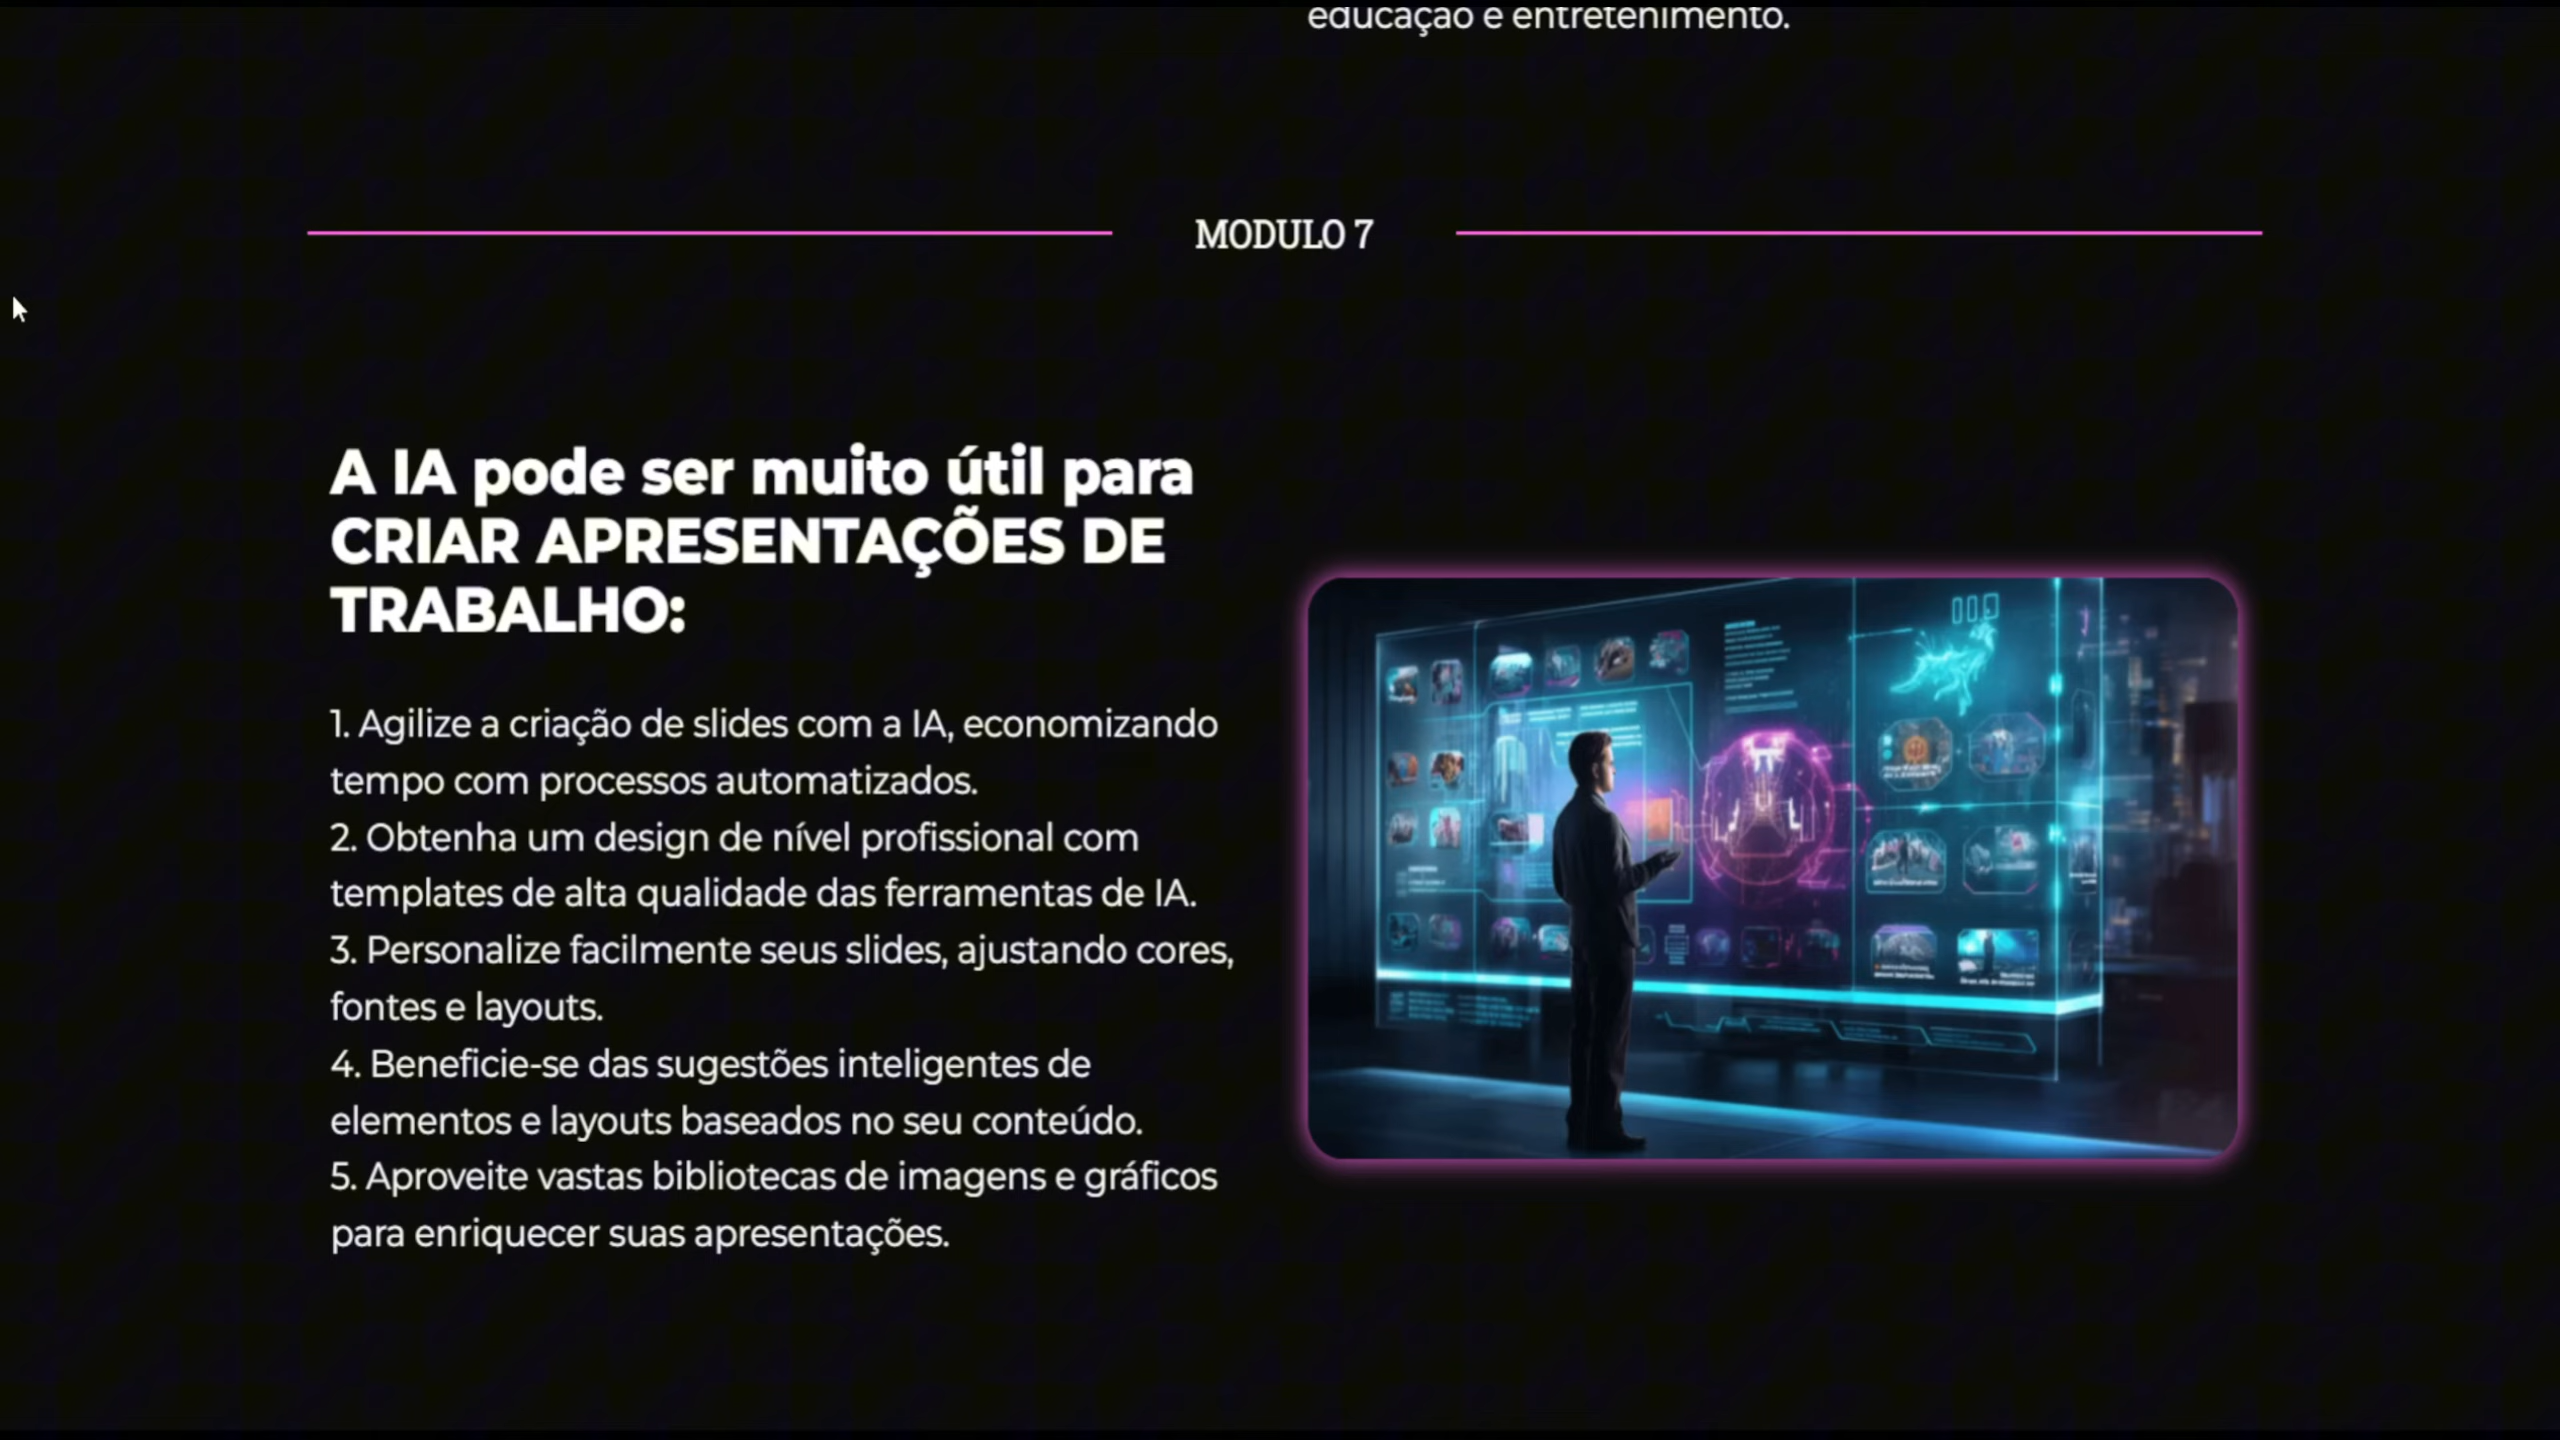 educação e entretenimento.
MODULO 7
A IA pode ser muito útil para
CRIAR APRESENTAÇÕES DE
TRABALHO:
1. Agilize a criação de slides com a IA, economizando
tempo com processos automatizados.
2. Obtenha um design de nível profissional com
templates de alta qualidade das ferramentas de IA.
3. Personalize facilmente seus slides, ajustando cores,
fontes e layouts.
4. Beneficie-se das sugestões inteligentes de
elementos e layouts baseados no seu conteúdo.
5. Aproveite vastas bibliotecas de imagens e gráficos
para enriquecer suas apresentações.